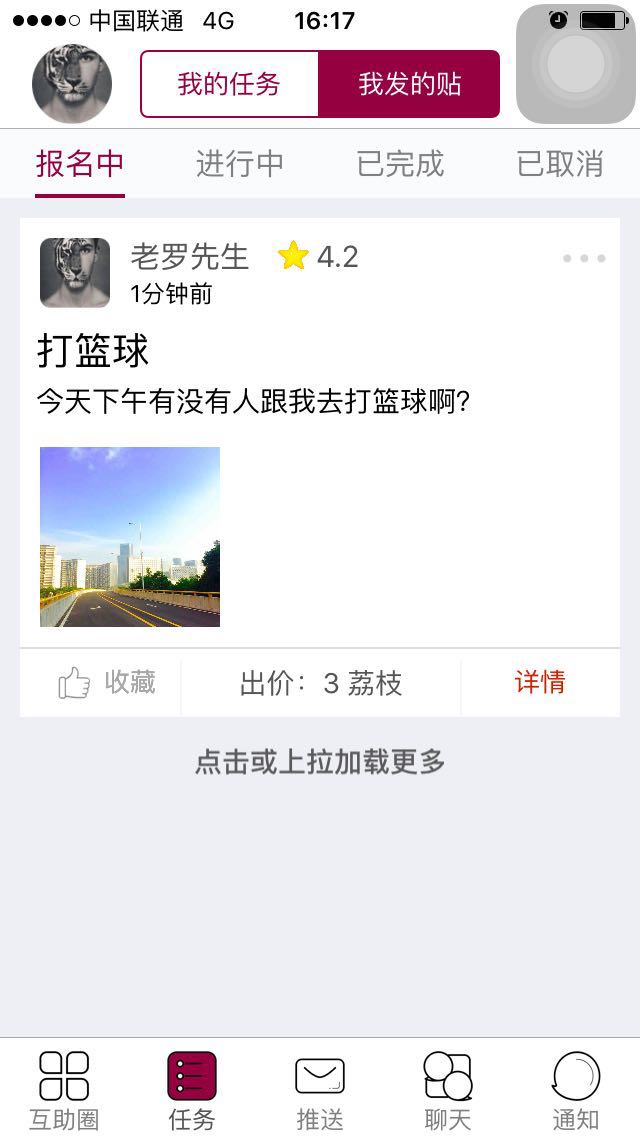 中国联通 4G 16:17
我的任务 我发的贴
报名中 进行中 已完成 已取消
老罗先生 4.2
1分钟前
打篮球
今天下午有没有人跟我去打篮球啊?
收藏 出价：3 荔枝 详情
点击或上拉加载更多
互助圈 任务 推送 聊天 通知